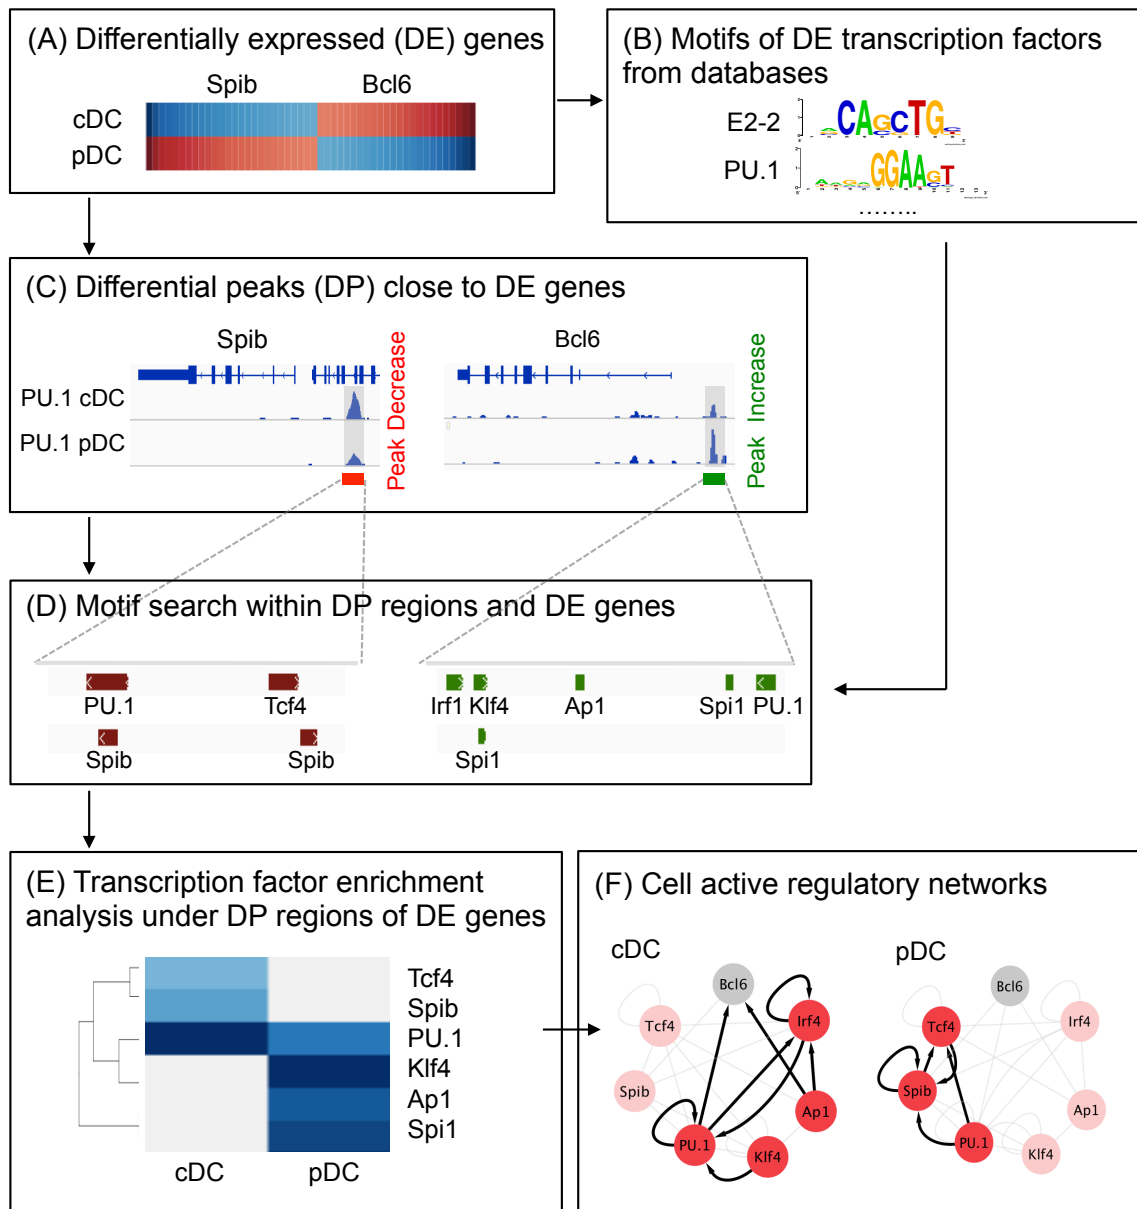 (A) Differentially expressed (DE) genes
Spib Bcl6
cDC
pDC
(B) Motifs of DE transcription factors
from databases
E2-2
CAGCTG
PU.1
GGAAGT
........
(C) Differential peaks (DP) close to DE genes
Spib Bcl6
PU.1 cDC
PU.1 pDC
Peak Decrease
Peak Increase
(D) Motif search within DP regions and DE genes
PU.1 Tcf4 Irf1 Klf4 Ap1 Spi1 PU.1
Spib Spib Spi1
(E) Transcription factor enrichment
analysis under DP regions of DE genes
Tcf4
Spib
PU.1
Klf4
Ap1
Spi1
cDC pDC
(F) Cell active regulatory networks
cDC
Bcl6
Tcf4
Irf4
Spib
Ap1
PU.1
Klf4
pDC
Bcl6
Tcf4
Irf4
Spib
Ap1
PU.1
Klf4